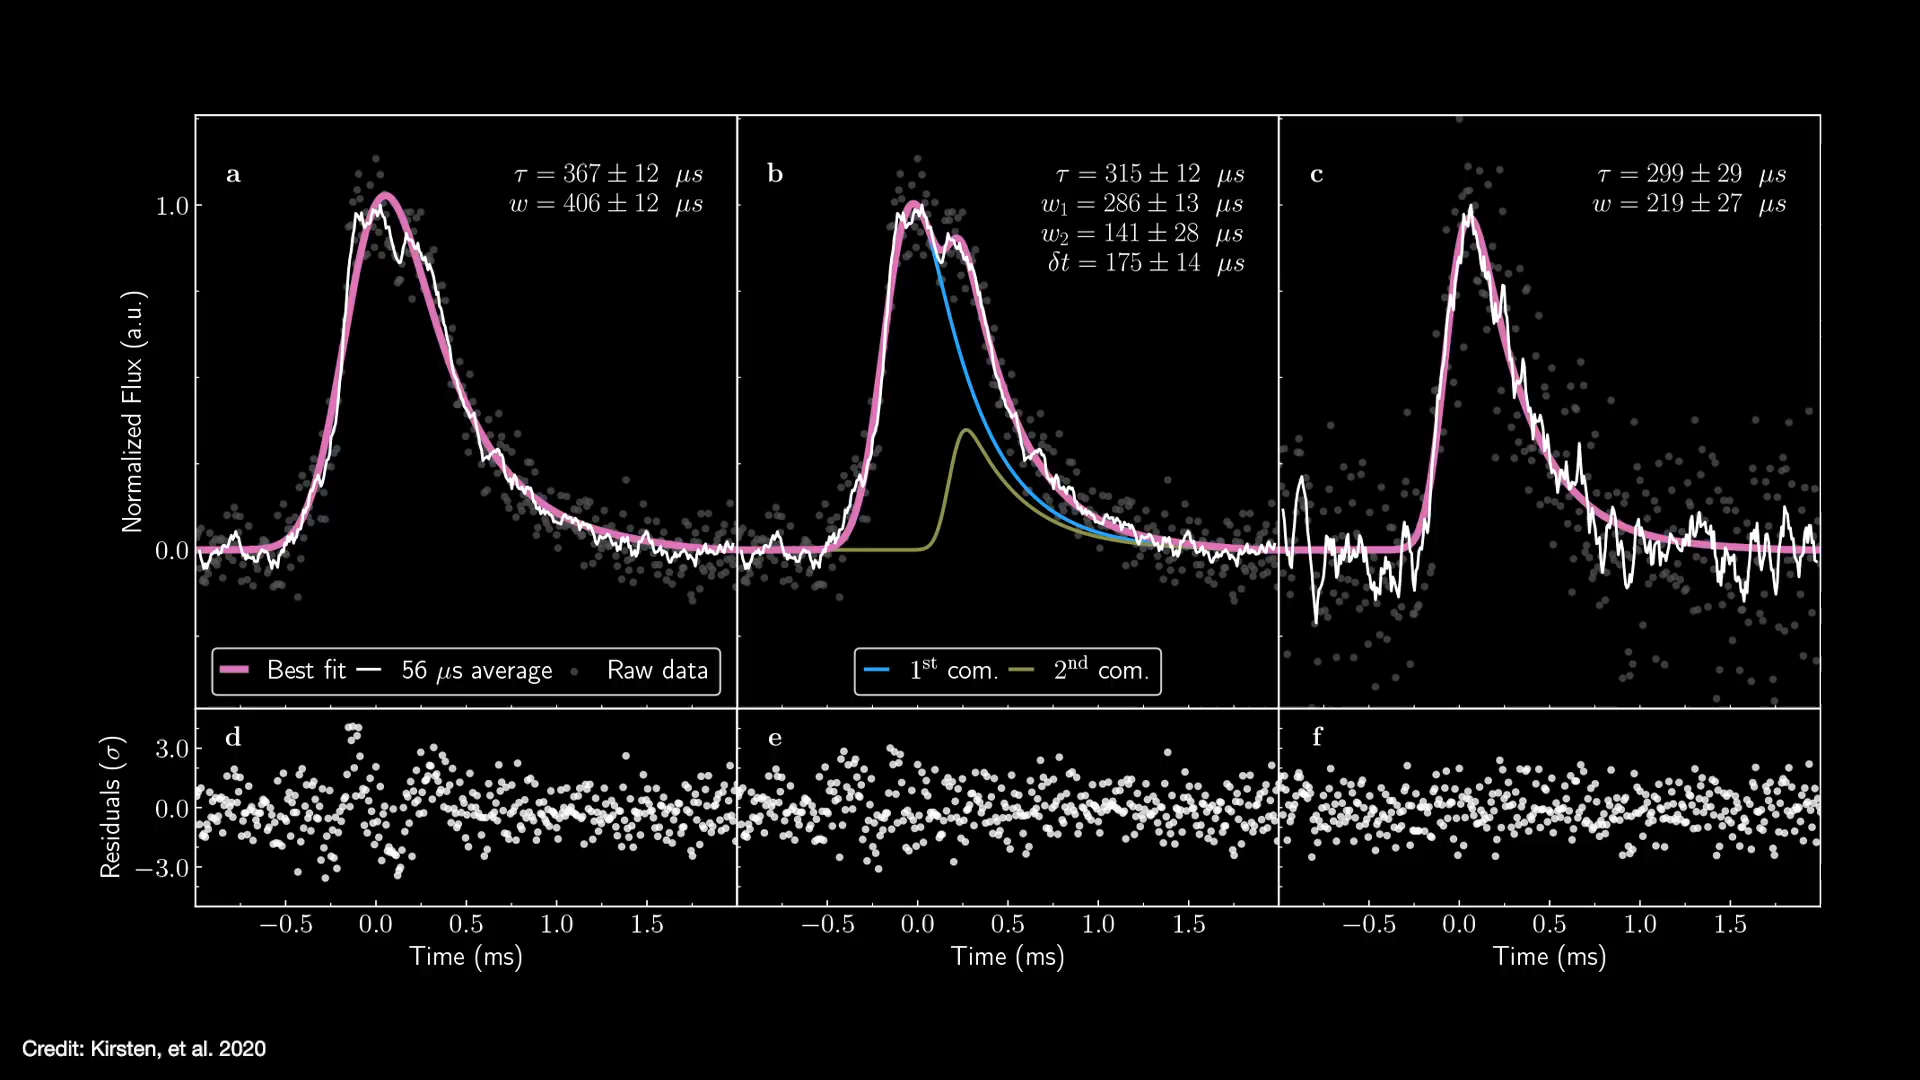 a
τ = 367 ± 12 μs
w = 406 ± 12 μs
b
τ = 315 ± 12 μs
w₁ = 286 ± 13 μs
w₂ = 141 ± 28 μs
δt = 175 ± 14 μs
c
τ = 299 ± 29 μs
w = 219 ± 27 μs
Normalized Flux (a.u.)
1.0
0.0
Best fit 56 μs average Raw data
1st com. 2nd com.
d
e
f
Residuals (σ)
3.0
0.0
−3.0
−0.5 0.0 0.5 1.0 1.5
−0.5 0.0 0.5 1.0 1.5
−0.5 0.0 0.5 1.0 1.5
Time (ms)
Time (ms)
Time (ms)
Credit: Kirsten, et al. 2020